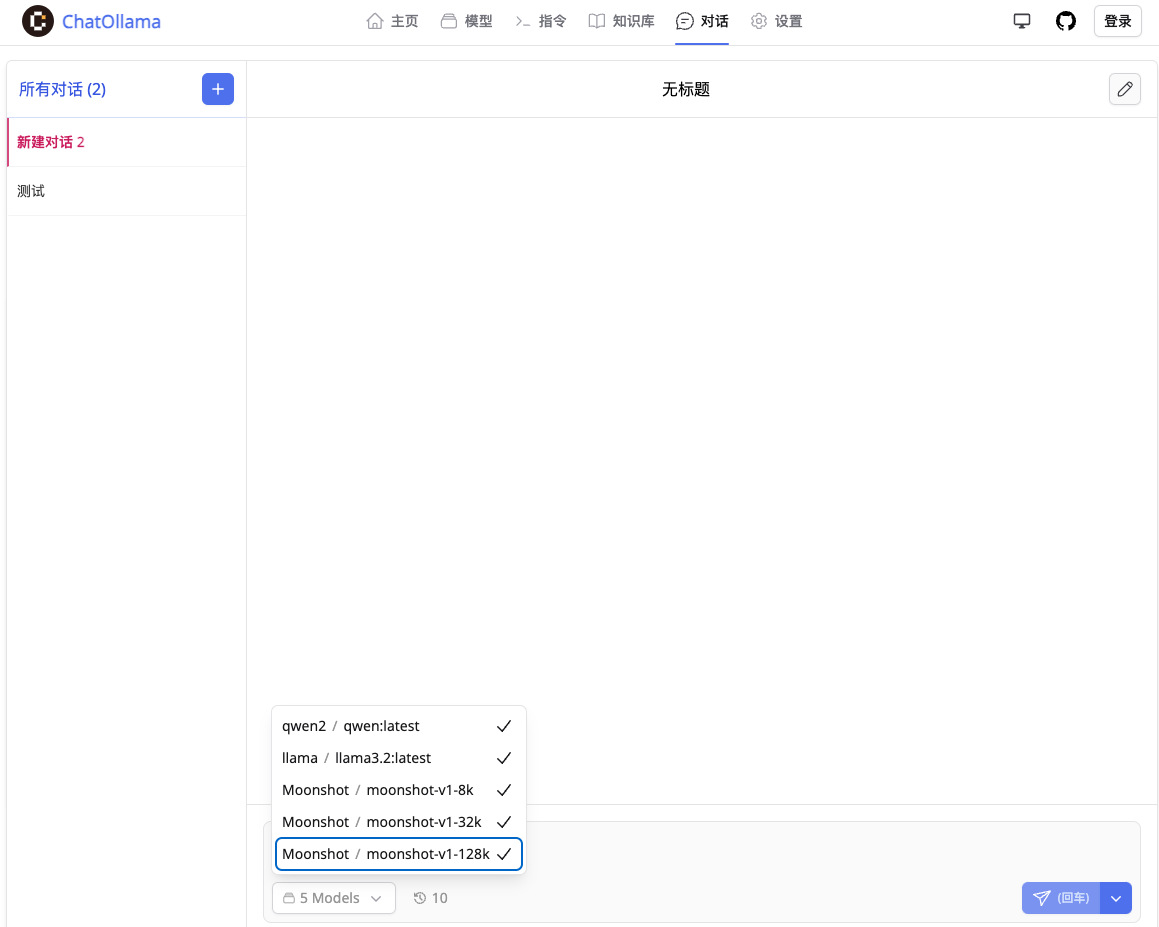 ChatOllama 主页 模型 指令 知识库 对话 设置 登录
所有对话 (2)
无标题
新建对话 2
测试
qwen2 / qwen:latest
llama / llama3.2:latest
Moonshot / moonshot-v1-8k
Moonshot / moonshot-v1-32k
Moonshot / moonshot-v1-128k
5 Models 10 (回车)